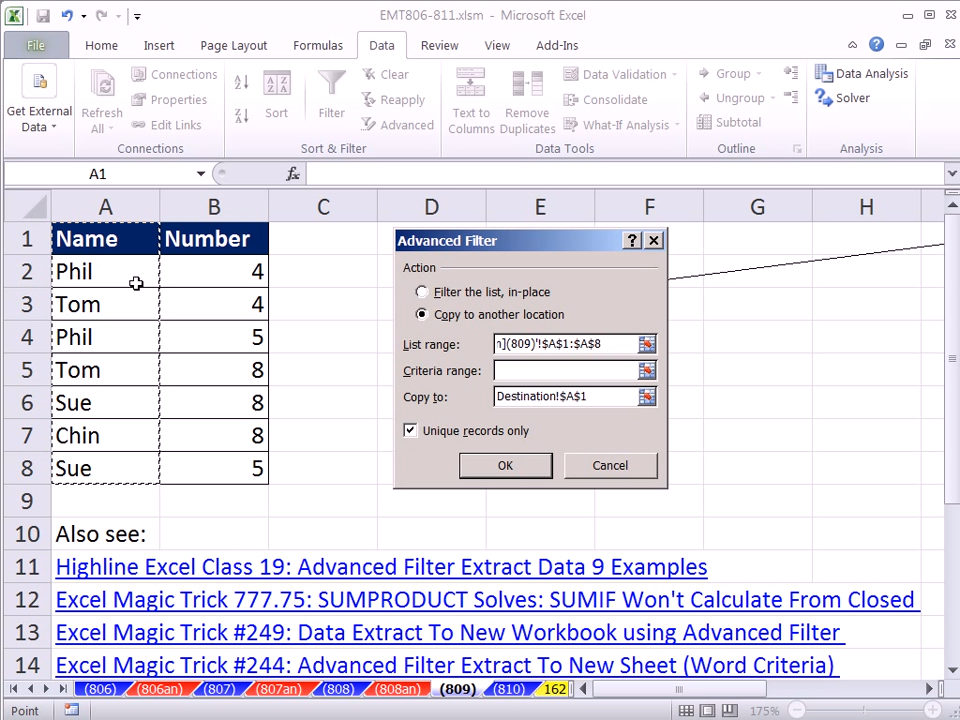 EMT806-811.xlsm - Microsoft Excel
File Home Insert Page Layout Formulas Data Review View Add-Ins
Get External Data
Refresh All
Connections
Properties
Edit Links
Connections
Sort
Filter
Clear
Reapply
Advanced
Sort & Filter
Text to Columns
Remove Duplicates
Data Validation
Consolidate
What-If Analysis
Data Tools
Group
Ungroup
Subtotal
Outline
Data Analysis
Solver
Analysis
A1 fx
A B C D E F G H
1 Name Number
2 Phil 4
3 Tom 4
4 Phil 5
5 Tom 8
6 Sue 8
7 Chin 8
8 Sue 5
9
10 Also see:
11 Highline Excel Class 19: Advanced Filter Extract Data 9 Examples
12 Excel Magic Trick 777.75: SUMPRODUCT Solves: SUMIF Won't Calculate From Closed
13 Excel Magic Trick #249: Data Extract To New Workbook using Advanced Filter
14 Excel Magic Trick #244: Advanced Filter Extract To New Sheet (Word Criteria)
Advanced Filter
Action
Filter the list, in-place
Copy to another location
List range: (809)'!$A$1:$A$8
Criteria range:
Copy to: Destination!$A$1
Unique records only
OK Cancel
(806) (806an) (807) (807an) (808) (808an) (809) (810) 162
Point 175%